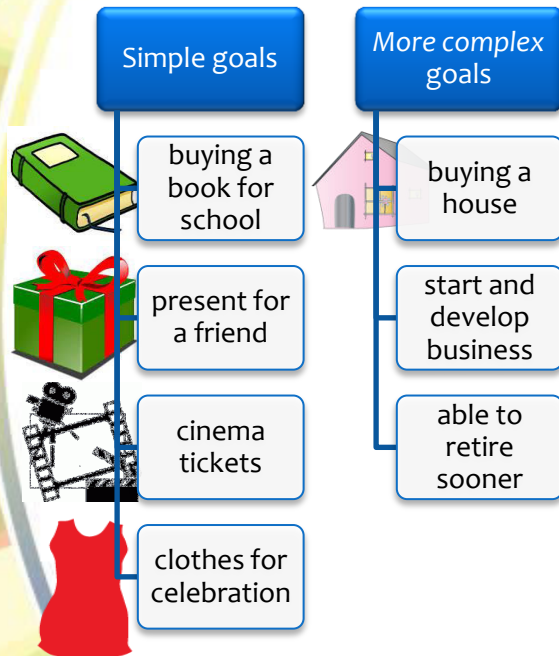 Simple goals
buying a
book for
school
present for
a friend
cinema
tickets
clothes for
celebration
More complex
goals
buying a
house
start and
develop
business
able to
retire
sooner